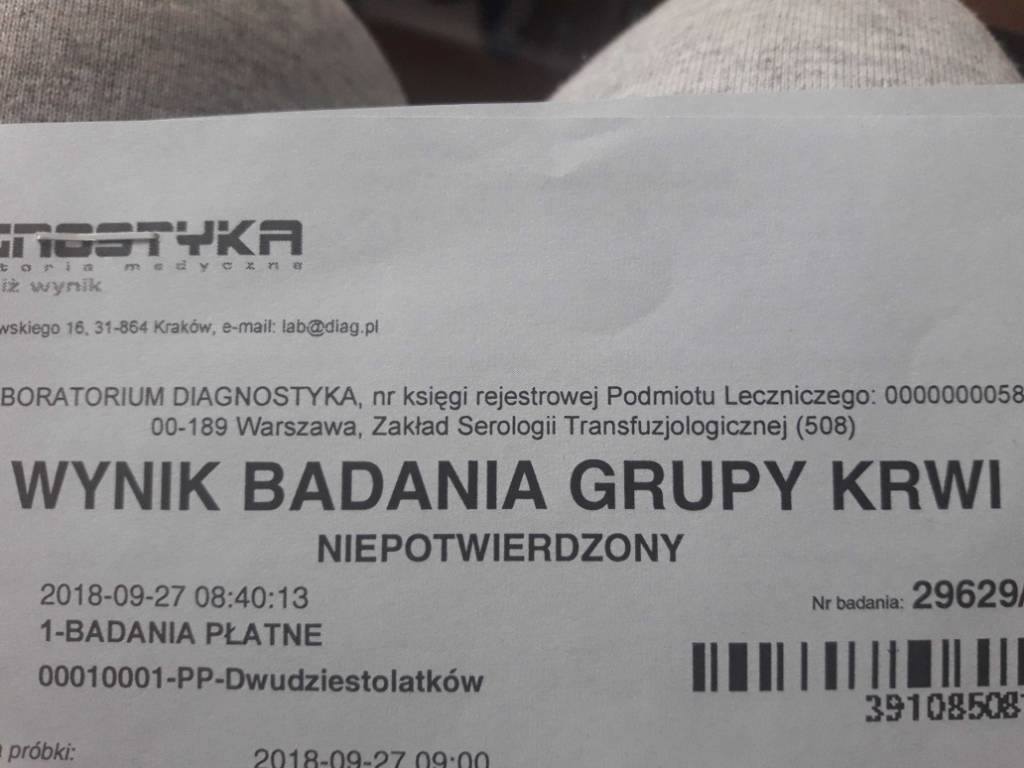 GNOSTYKA
toria medyczne
iż wynik
wskiego 16, 31-864 Kraków, e-mail: lab@diag.pl
BORATORIUM DIAGNOSTYKA, nr księgi rejestrowej Podmiotu Leczniczego: 0000000058
00-189 Warszawa, Zakład Serologii Transfuzjologicznej (508)
WYNIK BADANIA GRUPY KRWI
NIEPOTWIERDZONY
2018-09-27 08:40:13
Nr badania: 29629/
1-BADANIA PŁATNE
00010001-PP-Dwudziestolatków
391085087
a próbki:
2018-09-27 09:00